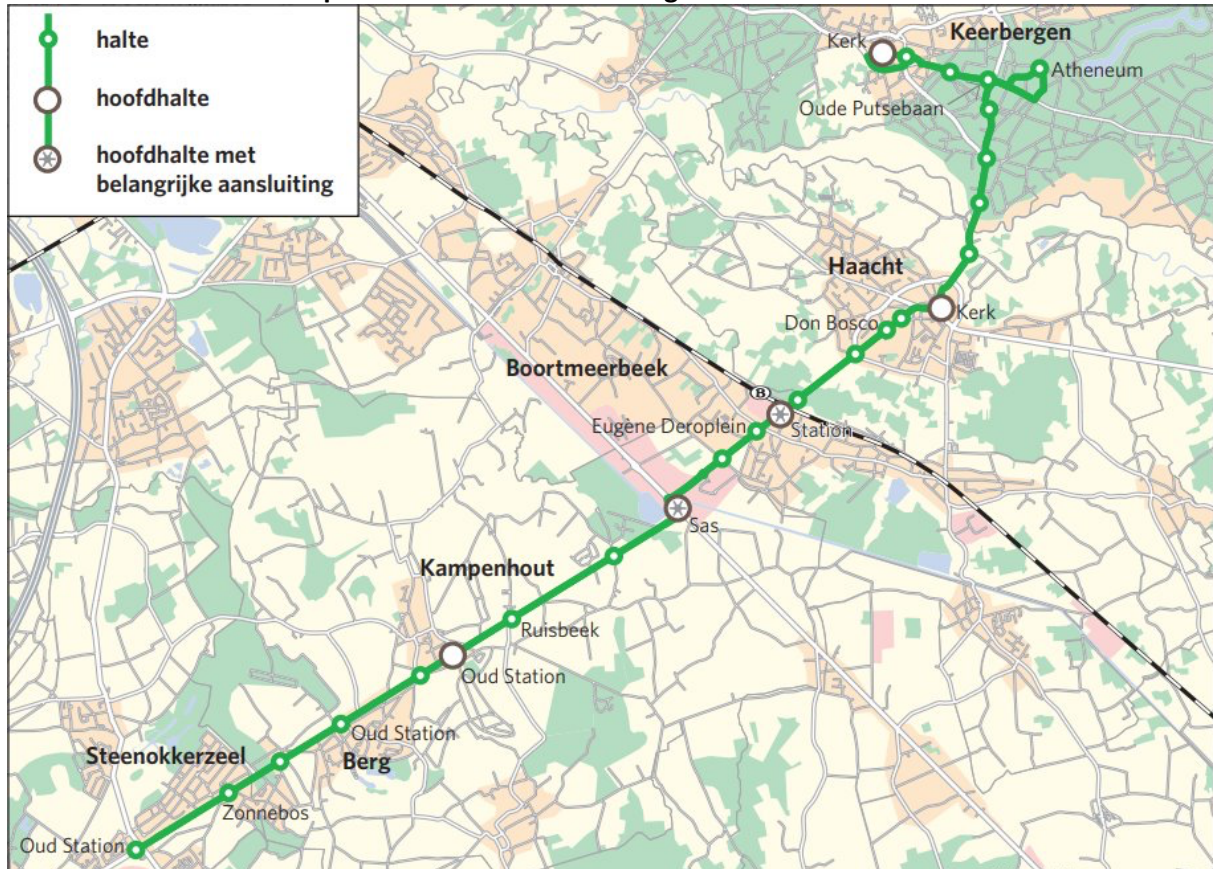 halte
hoofdhalte
hoofdhalte met
belangrijke aansluiting
Kerk
Keerbergen
Atheneum
Oude Putsebaan
Haacht
Kerk
Don Bosco
Boortmeerbeek
B
Eugene Deroplein
Station
Sas
Kampenhout
Ruisbeek
Oud Station
Oud Station
Steenokkerzeel
Berg
Zonnebos
Oud Station